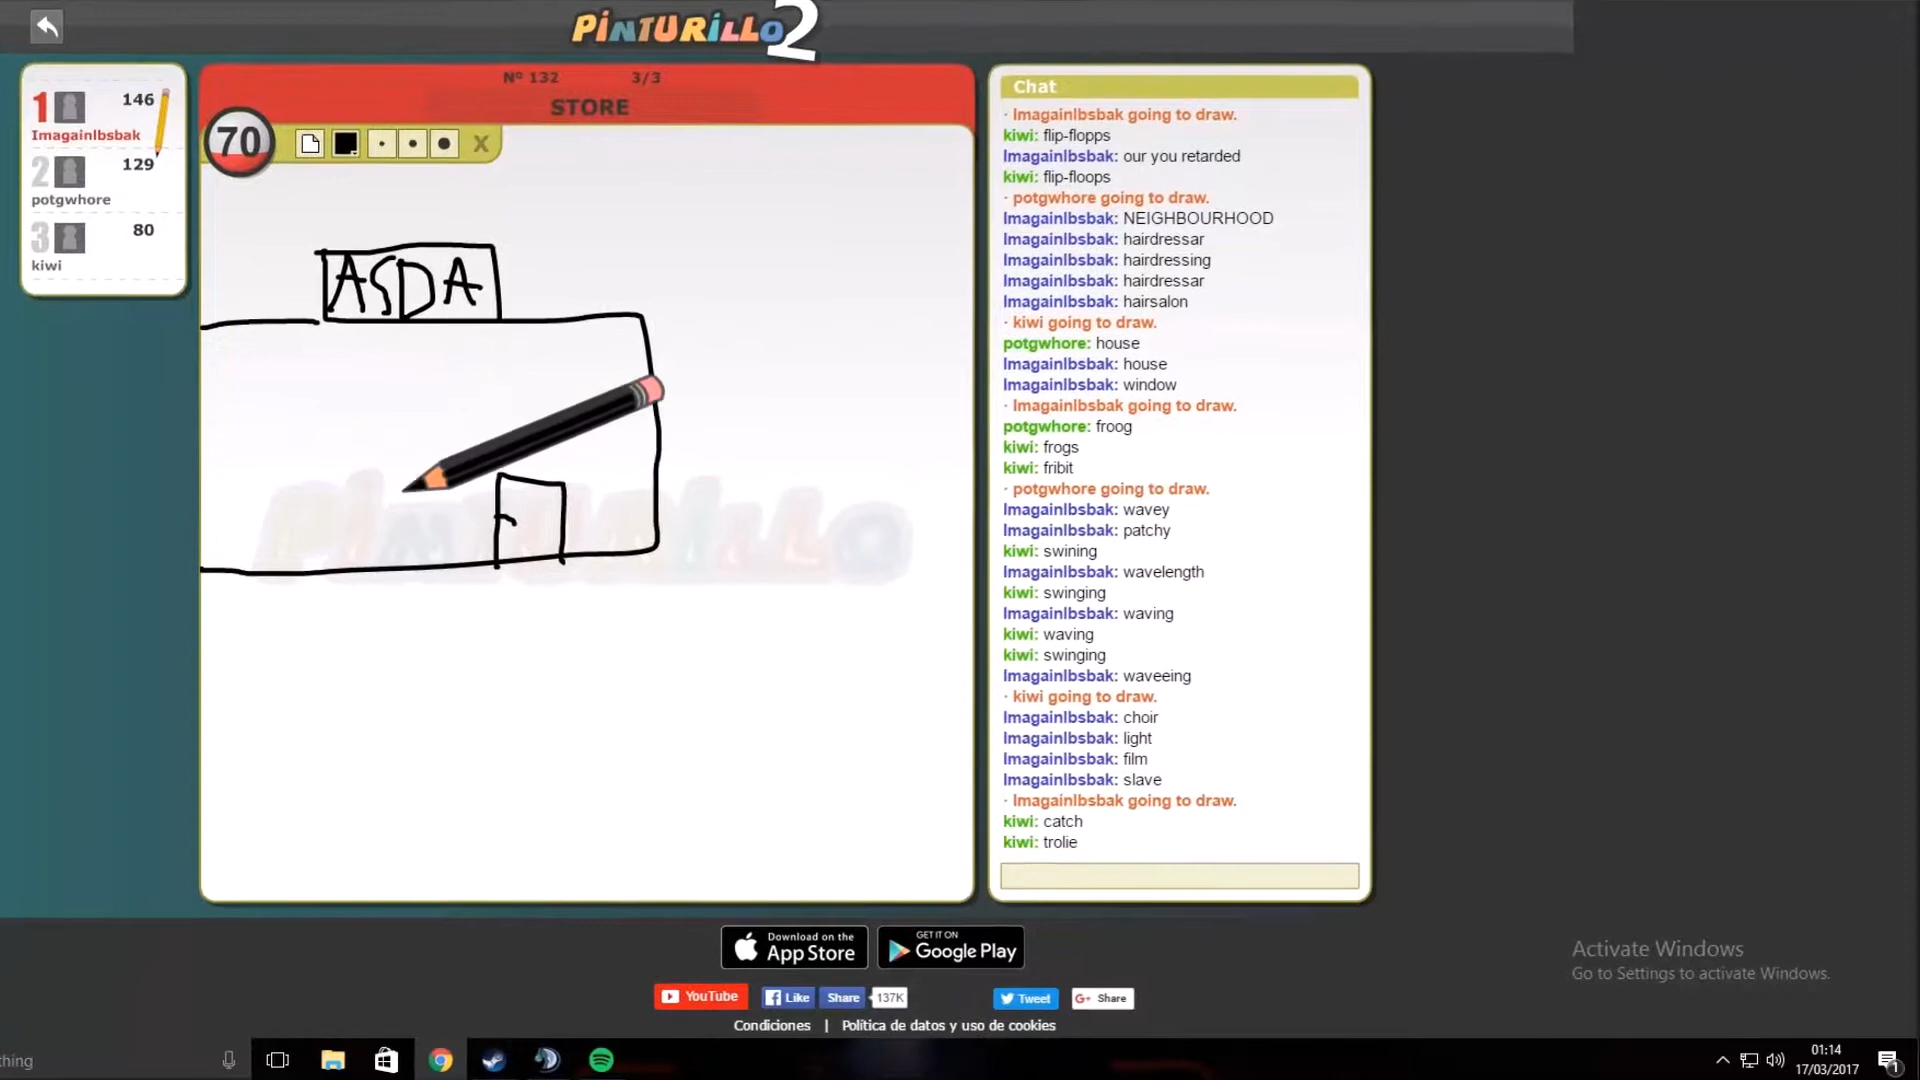 PINTURILLO 2
1 146
Imagainlbsbak
2 129
potgwhore
3 80
kiwi
Nº 132 3/3
STORE
70
X
ASDA
PINTURILLO
Chat
· Imagainlbsbak going to draw.
kiwi: flip-flopps
Imagainlbsbak: our you retarded
kiwi: flip-floops
· potgwhore going to draw.
Imagainlbsbak: NEIGHBOURHOOD
Imagainlbsbak: hairdressar
Imagainlbsbak: hairdressing
Imagainlbsbak: hairdressar
Imagainlbsbak: hairsalon
· kiwi going to draw.
potgwhore: house
Imagainlbsbak: house
Imagainlbsbak: window
· Imagainlbsbak going to draw.
potgwhore: froog
kiwi: frogs
kiwi: fribit
· potgwhore going to draw.
Imagainlbsbak: wavey
Imagainlbsbak: patchy
kiwi: swining
Imagainlbsbak: wavelength
kiwi: swinging
Imagainlbsbak: waving
kiwi: waving
kiwi: swinging
Imagainlbsbak: waveeing
· kiwi going to draw.
Imagainlbsbak: choir
Imagainlbsbak: light
Imagainlbsbak: film
Imagainlbsbak: slave
· Imagainlbsbak going to draw.
kiwi: catch
kiwi: trolie
Download on the
App Store
GET IT ON
Google Play
YouTube
Like Share 137K
Tweet
G+ Share
Condiciones | Política de datos y uso de cookies
Activate Windows
Go to Settings to activate Windows.
thing
01:14
17/03/2017
1